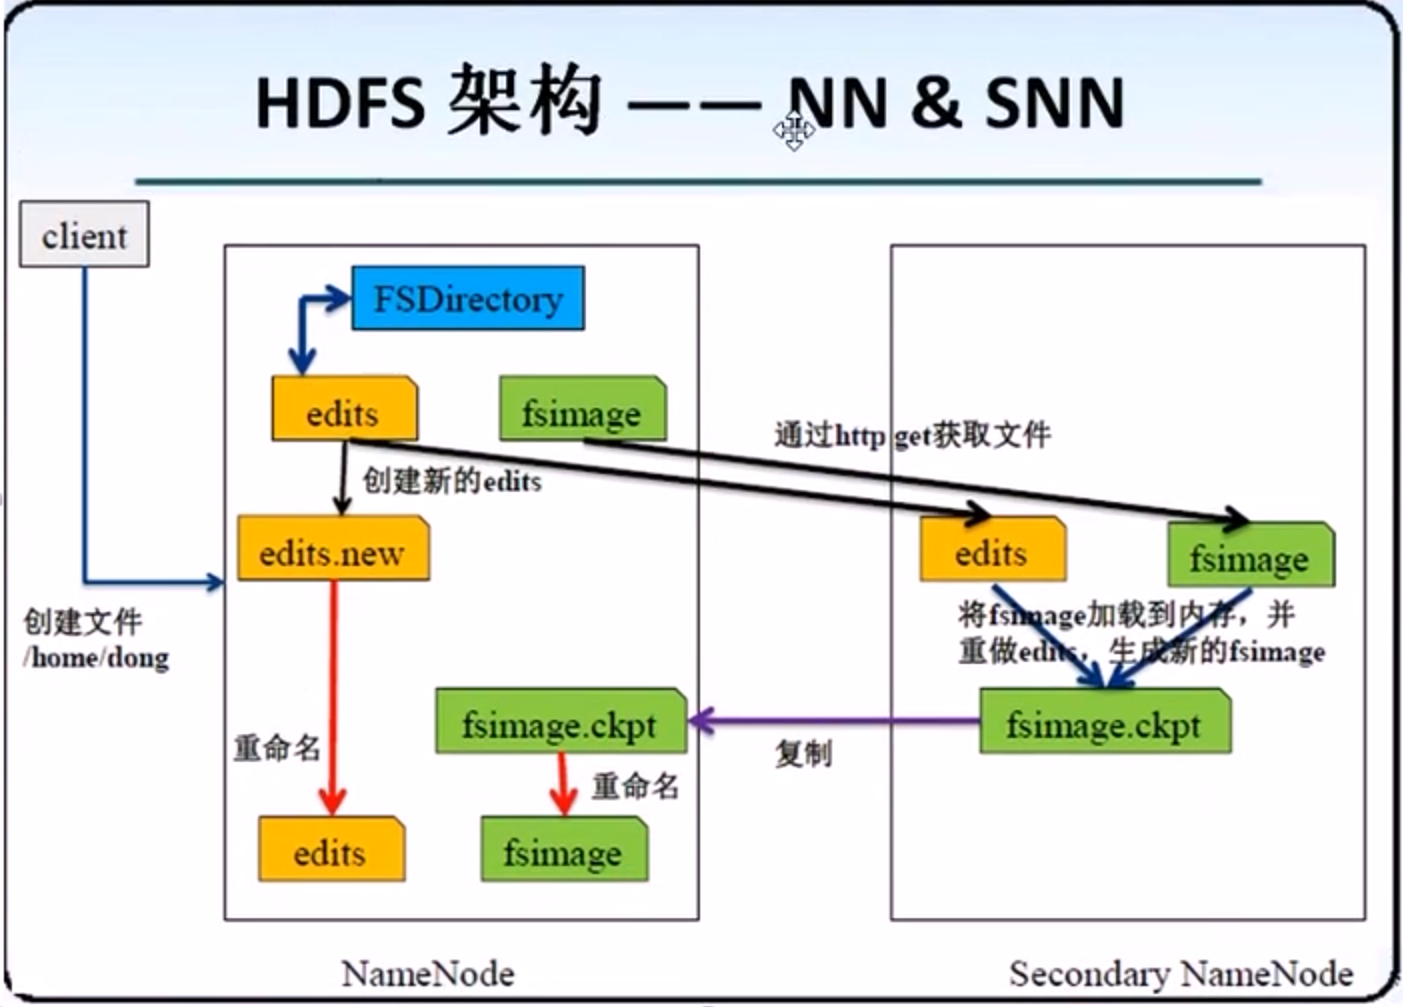 HDFS 架构 —— NN & SNN
client
FSDirectory
edits
fsimage
通过http get获取文件
创建新的edits
edits.new
edits
fsimage
创建文件
/home/dong
将fsimage加载到内存，并
重做edits，生成新的fsimage
fsimage.ckpt
fsimage.ckpt
重命名
复制
重命名
edits
fsimage
NameNode
Secondary NameNode